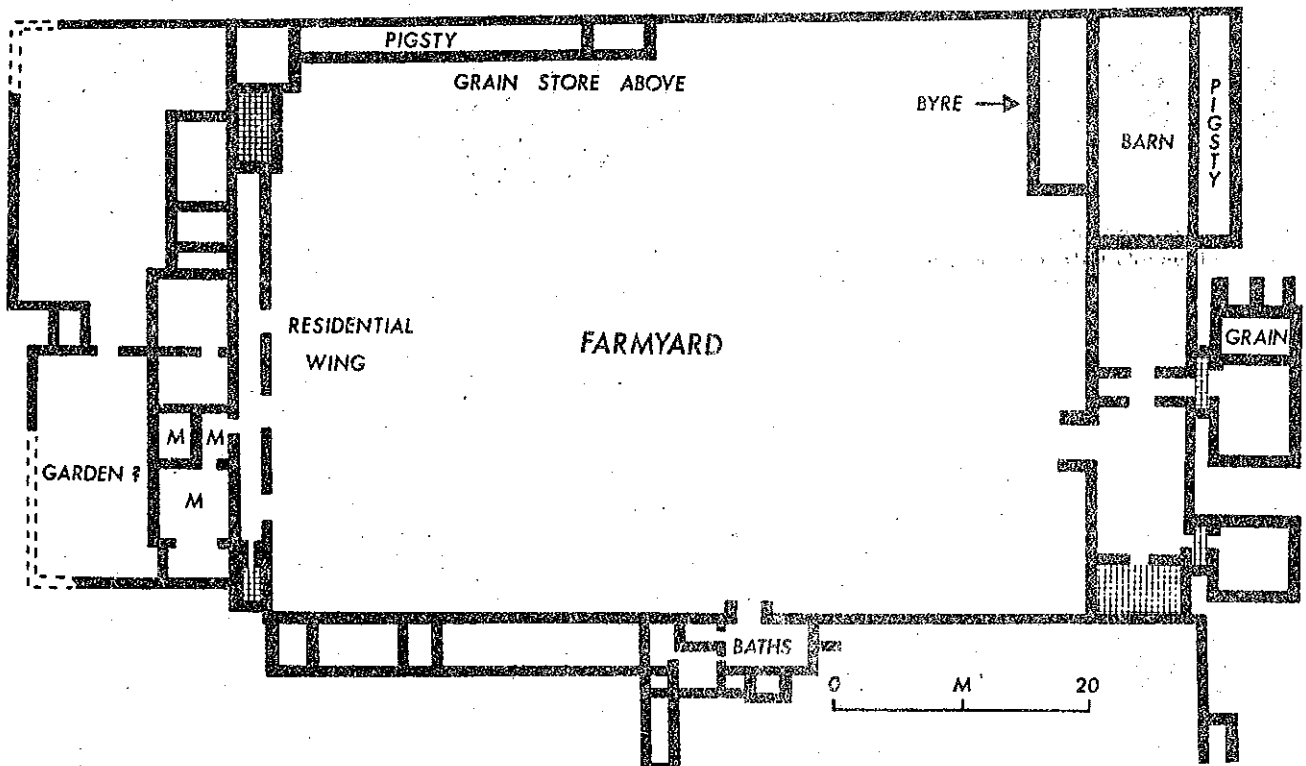 PIGSTY
GRAIN STORE ABOVE
BYRE
BARN
PIGSTY
GRAIN
RESIDENTIAL
WING
FARMYARD
M M
GARDEN ?
M
BATHS
0 M 20